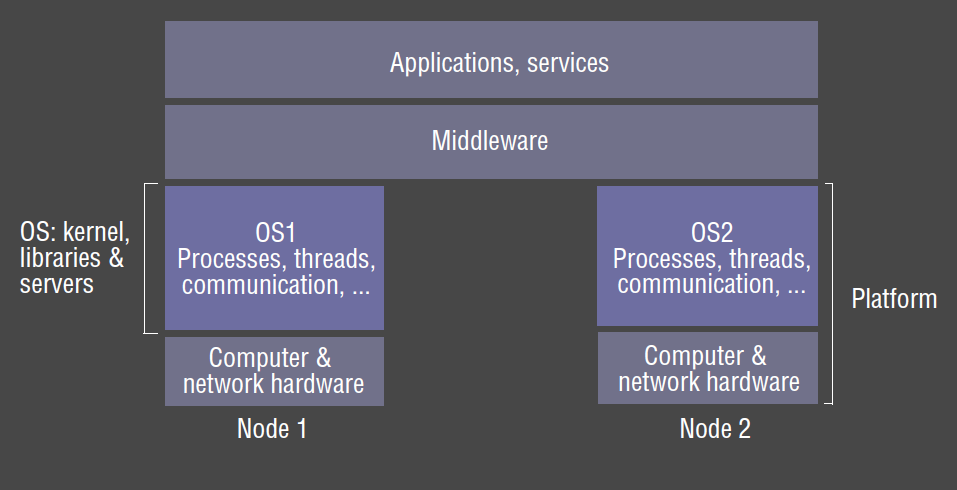 Applications, services
Middleware
OS: kernel,
libraries &
servers
OS1
Processes, threads,
communication, ...
OS2
Processes, threads,
communication, ...
Platform
Computer &
network hardware
Computer &
network hardware
Node 1
Node 2